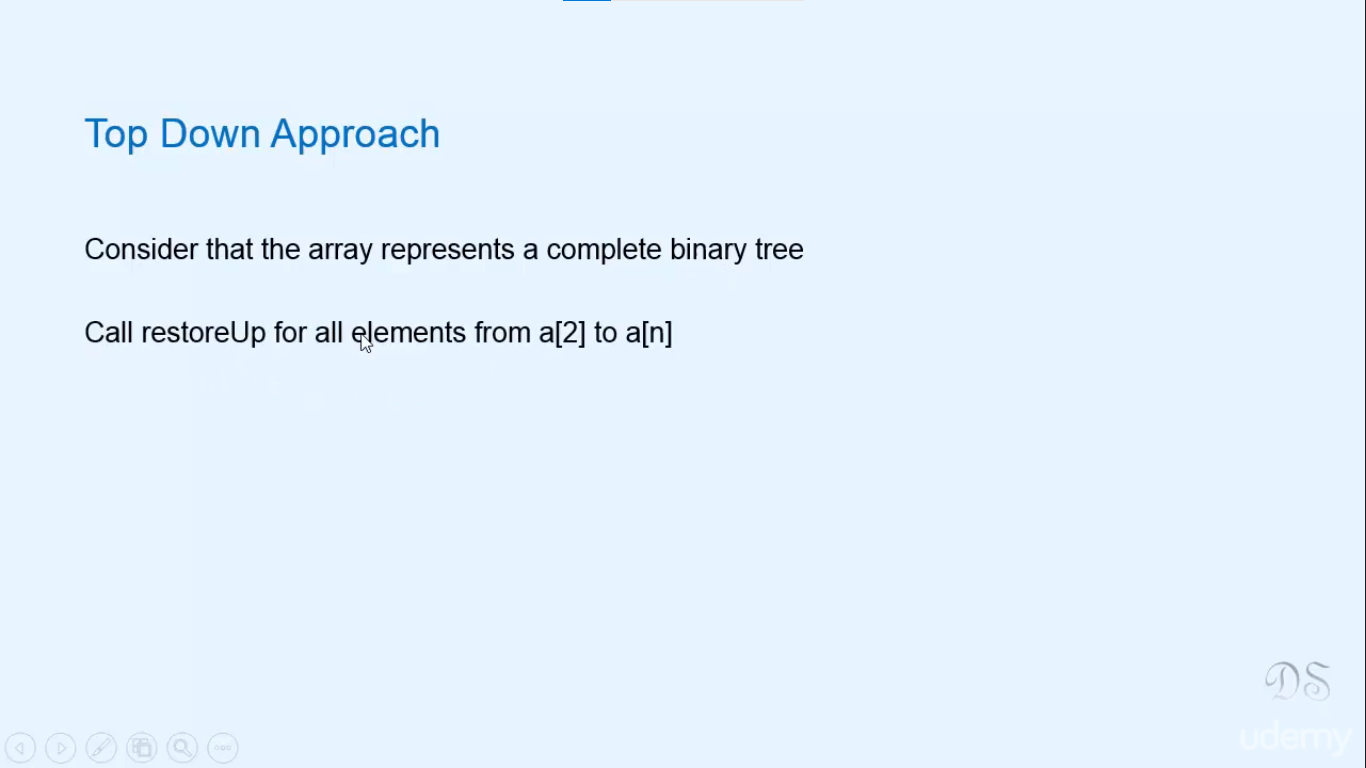 Top Down Approach
Consider that the array represents a complete binary tree
Call restoreUp for all elements from a[2] to a[n]
DS
udemy